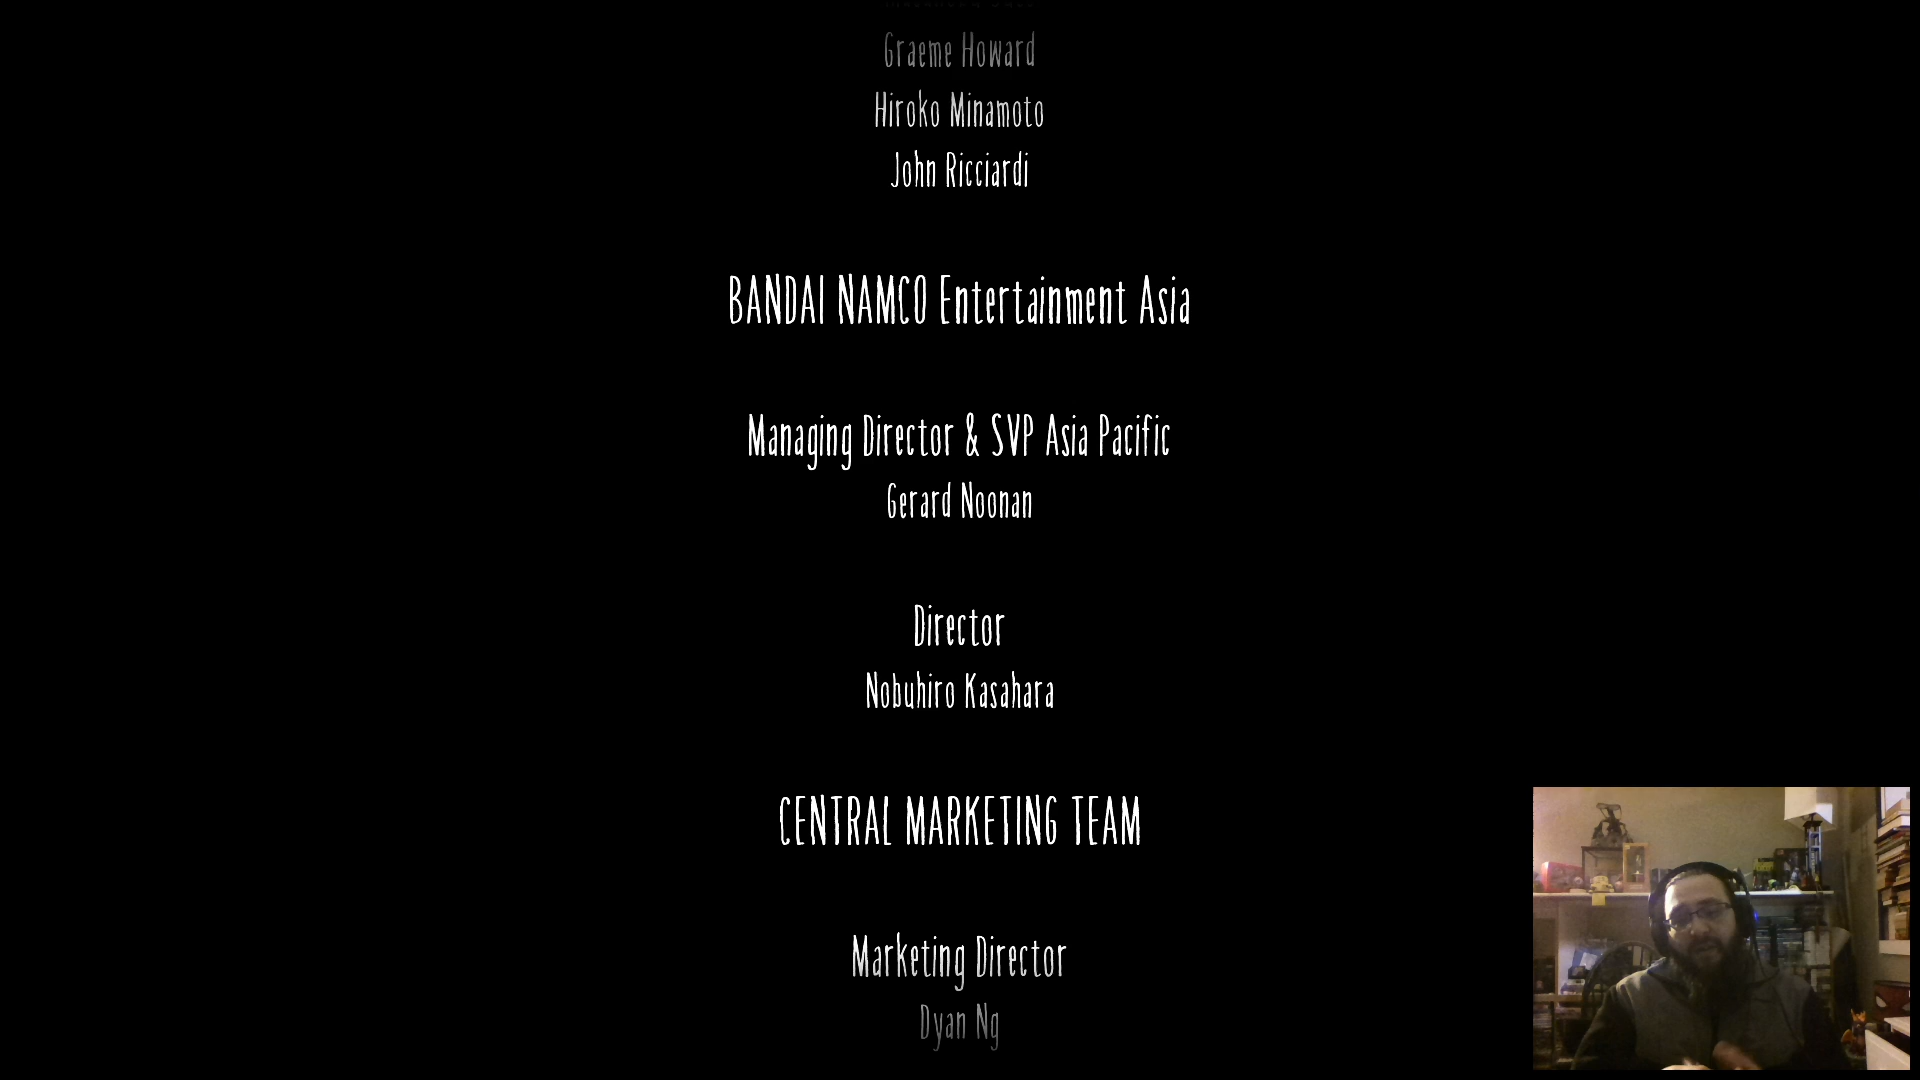 Graeme Howard
Hiroko Minamoto
John Ricciardi
BANDAI NAMCO Entertainment Asia
Managing Director & SVP Asia Pacific
Gerard Noonan
Director
Nobuhiro Kasahara
CENTRAL MARKETING TEAM
Marketing Director
Dyan Ng